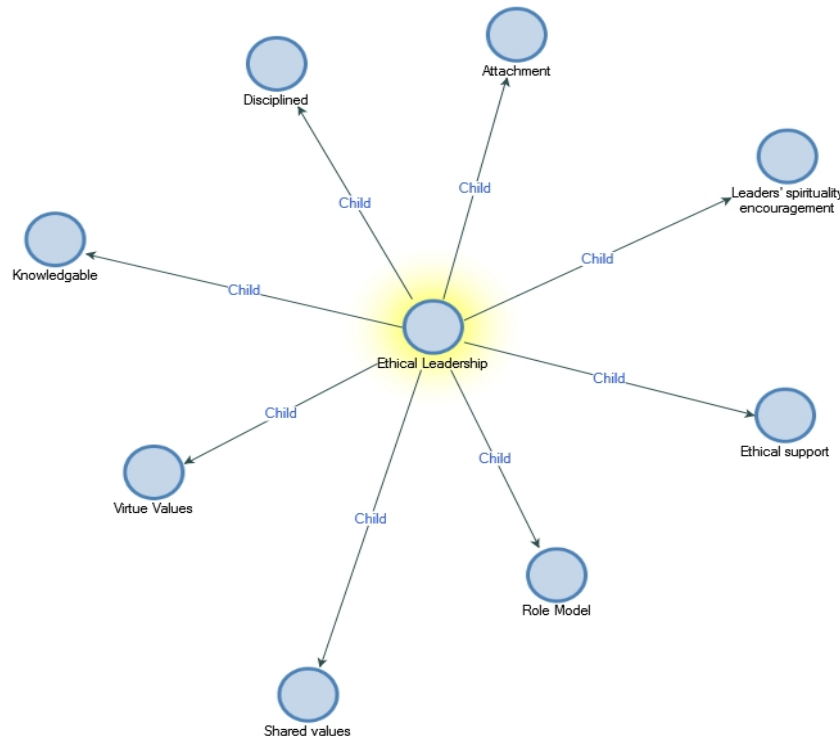 Attachment
Disciplined
Child
Child
Leaders' spirituality
encouragement
Child
Knowledgable
Child
Ethical Leadership
Child
Child
Ethical support
Child
Virtue Values
Child
Role Model
Shared values